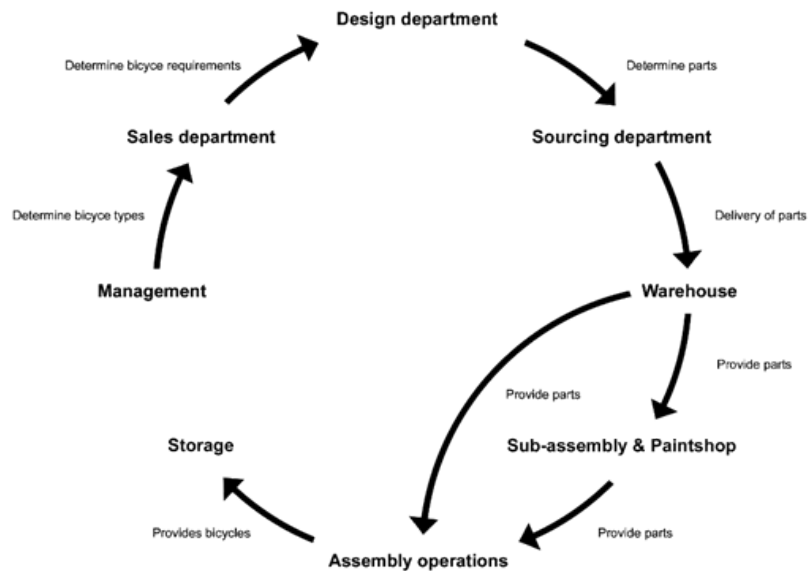 Design department
Determine bicyce requirements
Determine parts
Sales department
Sourcing department
Determine bicyce types
Delivery of parts
Management
Warehouse
Provide parts
Provide parts
Storage
Sub-assembly & Paintshop
Provides bicycles
Provide parts
Assembly operations